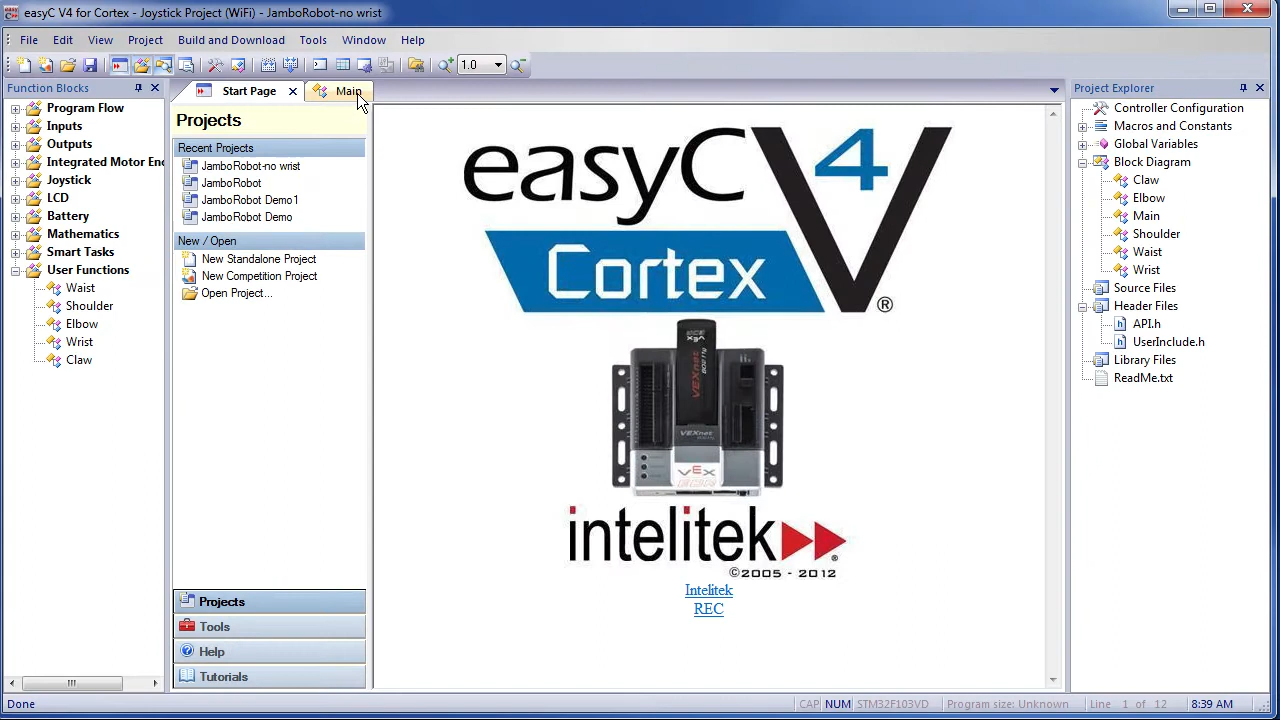 easyC V4 for Cortex - Joystick Project (WiFi) - JamboRobot-no wrist
File Edit View Project Build and Download Tools Window Help
1.0
Function Blocks
Program Flow
Inputs
Outputs
Integrated Motor Enc
Joystick
LCD
Battery
Mathematics
Smart Tasks
User Functions
Waist
Shoulder
Elbow
Wrist
Claw
Start Page
Main
Projects
Recent Projects
JamboRobot-no wrist
JamboRobot
JamboRobot Demo1
JamboRobot Demo
New / Open
New Standalone Project
New Competition Project
Open Project...
Projects
Tools
Help
Tutorials
easyC V4
Cortex ®
VEXnet
VEXnet
VEX
intelitek ®
©2005 - 2012
Intelitek
REC
Project Explorer
Controller Configuration
Macros and Constants
Global Variables
Block Diagram
Claw
Elbow
Main
Shoulder
Waist
Wrist
Source Files
Header Files
API.h
UserInclude.h
Library Files
ReadMe.txt
Done
CAP NUM STM32F103VD Program size: Unknown Line 1 of 12 8:39 AM